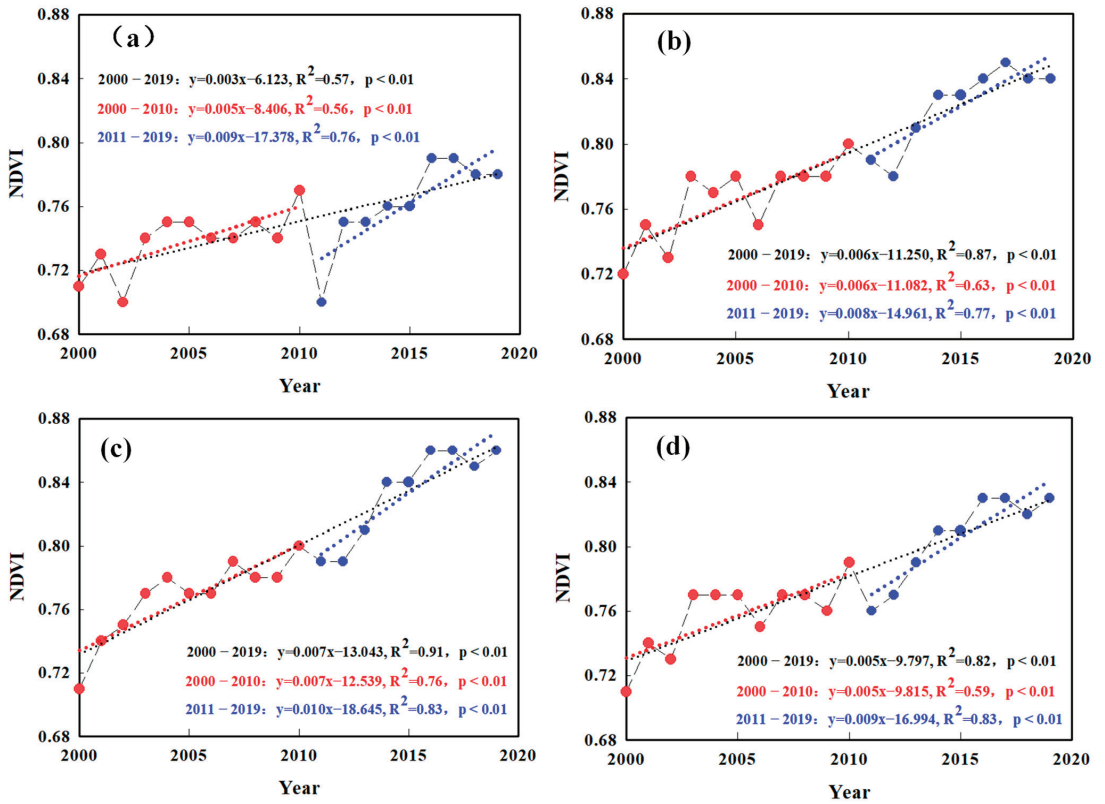 (a)
2000－2019：y=0.003x−6.123, R²=0.57，p＜0.01
2000－2010：y=0.005x−8.406, R²=0.56，p＜0.01
2011－2019：y=0.009x−17.378, R²=0.76，p＜0.01
NDVI
0.88
0.84
0.80
0.76
0.72
0.68
2000
2005
2010
2015
2020
Year
(b)
2000－2019：y=0.006x−11.250, R²=0.87，p＜0.01
2000－2010：y=0.006x−11.082, R²=0.63，p＜0.01
2011－2019：y=0.008x−14.961, R²=0.77，p＜0.01
NDVI
0.88
0.84
0.80
0.76
0.72
0.68
2000
2005
2010
2015
2020
Year
(c)
2000－2019：y=0.007x−13.043, R²=0.91，p＜0.01
2000－2010：y=0.007x−12.539, R²=0.76，p＜0.01
2011－2019：y=0.010x−18.645, R²=0.83，p＜0.01
NDVI
0.88
0.84
0.80
0.76
0.72
0.68
2000
2005
2010
2015
2020
Year
(d)
2000－2019：y=0.005x−9.797, R²=0.82，p＜0.01
2000－2010：y=0.005x−9.815, R²=0.59，p＜0.01
2011－2019：y=0.009x−16.994, R²=0.83，p＜0.01
NDVI
0.88
0.84
0.80
0.76
0.72
0.68
2000
2005
2010
2015
2020
Year